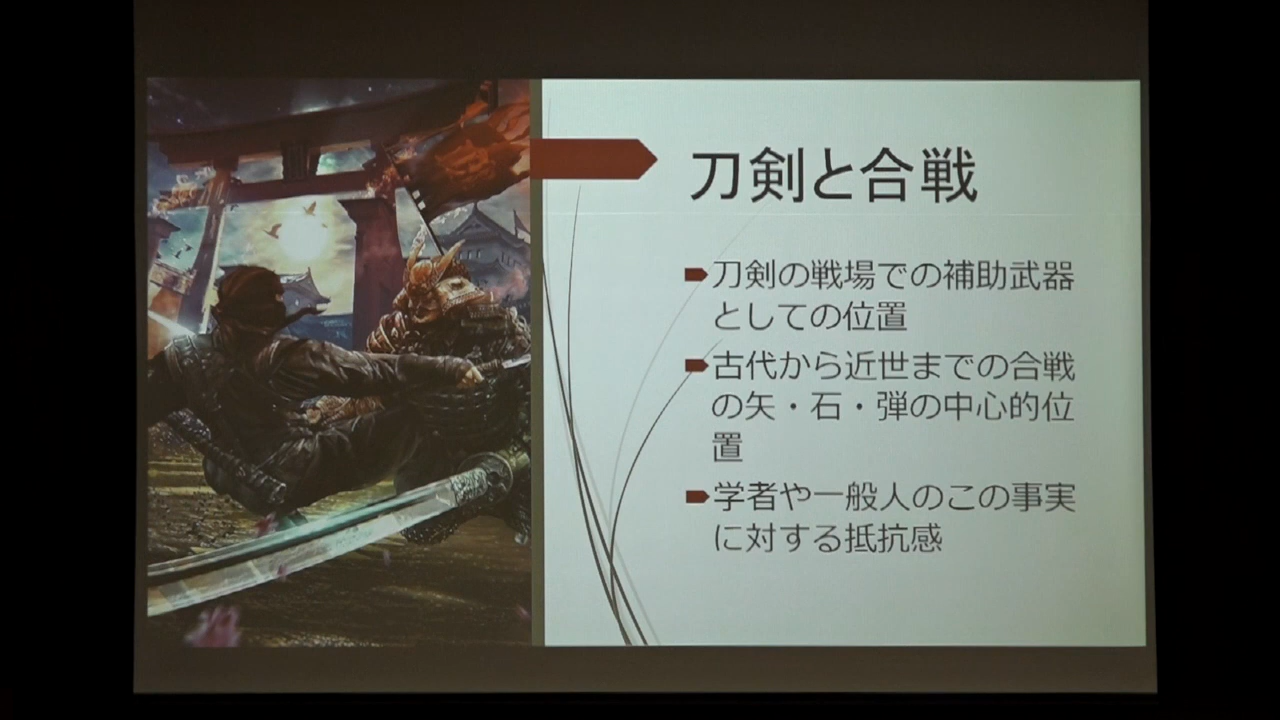 刀剣と合戦
刀剣の戦場での補助武器
としての位置
古代から近世までの合戦
の矢・石・弾の中心的位
置
学者や一般人のこの事実
に対する抵抗感